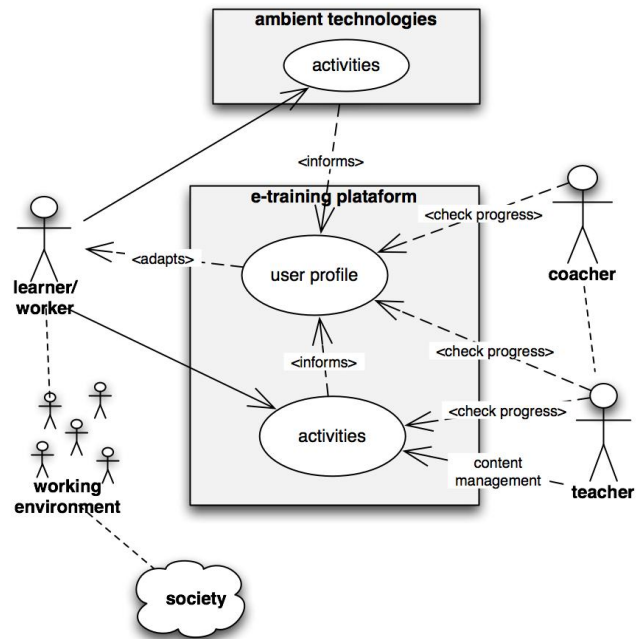 ambient technologies
activities
<informs>
e-training plataform
<check progress>
<adapts>
user profile
coacher
learner/
worker
<check progress>
<informs>
<check progress>
activities
content
management
teacher
working
environment
society